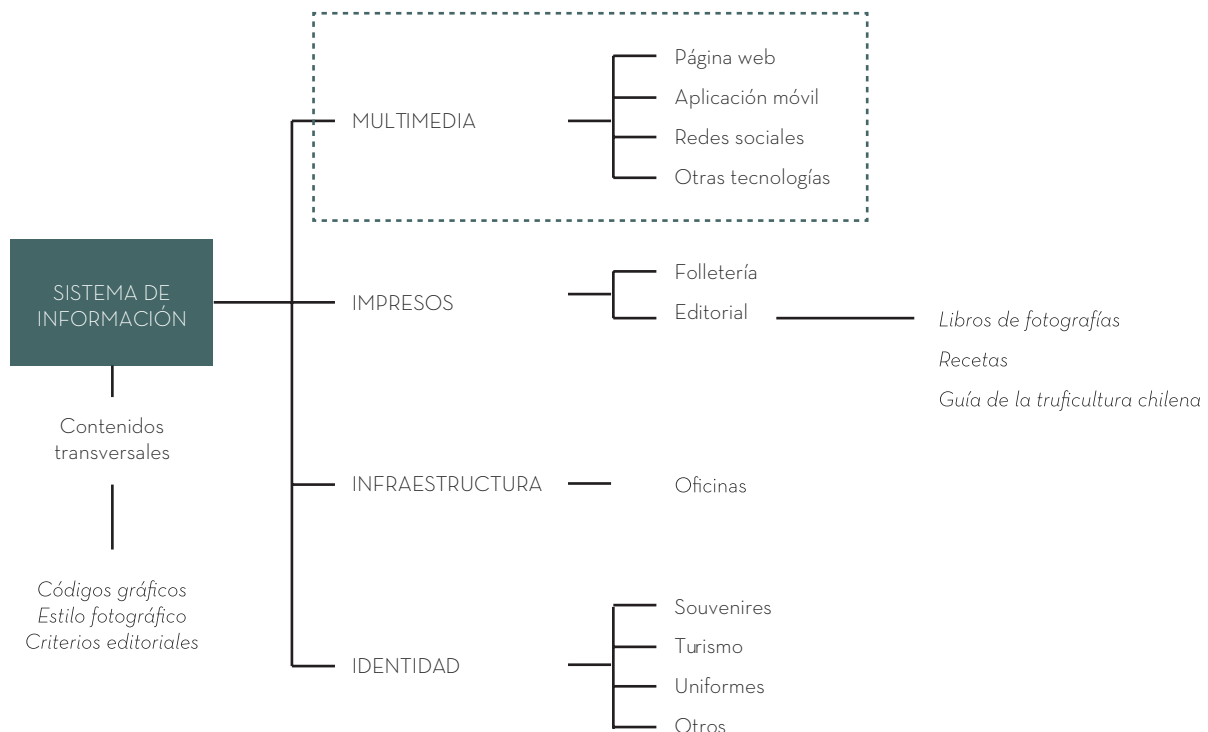 SISTEMA DE
INFORMACIÓN
Contenidos
transversales
Códigos gráficos
Estilo fotográfico
Criterios editoriales
MULTIMEDIA
Página web
Aplicación móvil
Redes sociales
Otras tecnologías
IMPRESOS
Folletería
Editorial
Libros de fotografías
Recetas
Guía de la truficultura chilena
INFRAESTRUCTURA
Oficinas
IDENTIDAD
Souvenires
Turismo
Uniformes
Otros